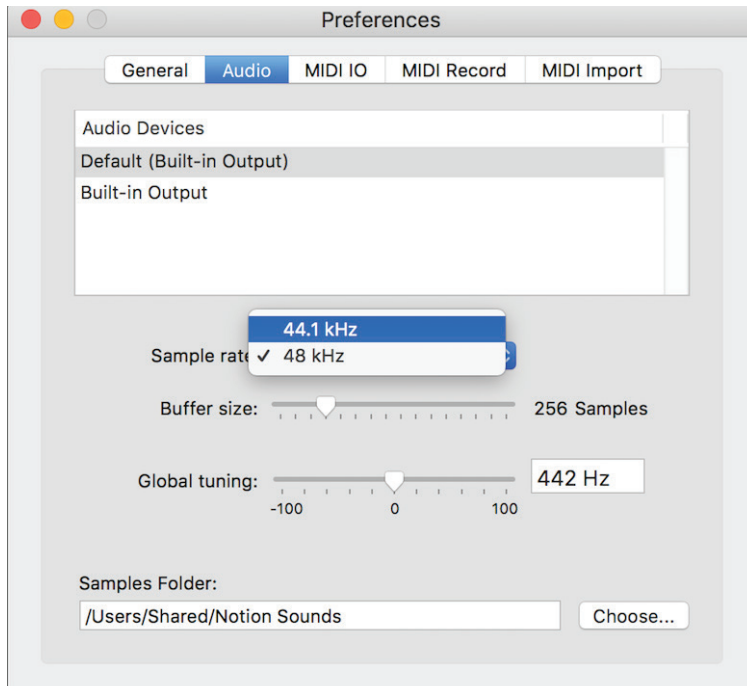 Preferences
General Audio MIDI IO MIDI Record MIDI Import
Audio Devices
Default (Built-in Output)
Built-in Output
44.1 kHz
Sample rate ✓ 48 kHz
Buffer size: 256 Samples
Global tuning: 442 Hz
-100 0 100
Samples Folder:
/Users/Shared/Notion Sounds Choose...